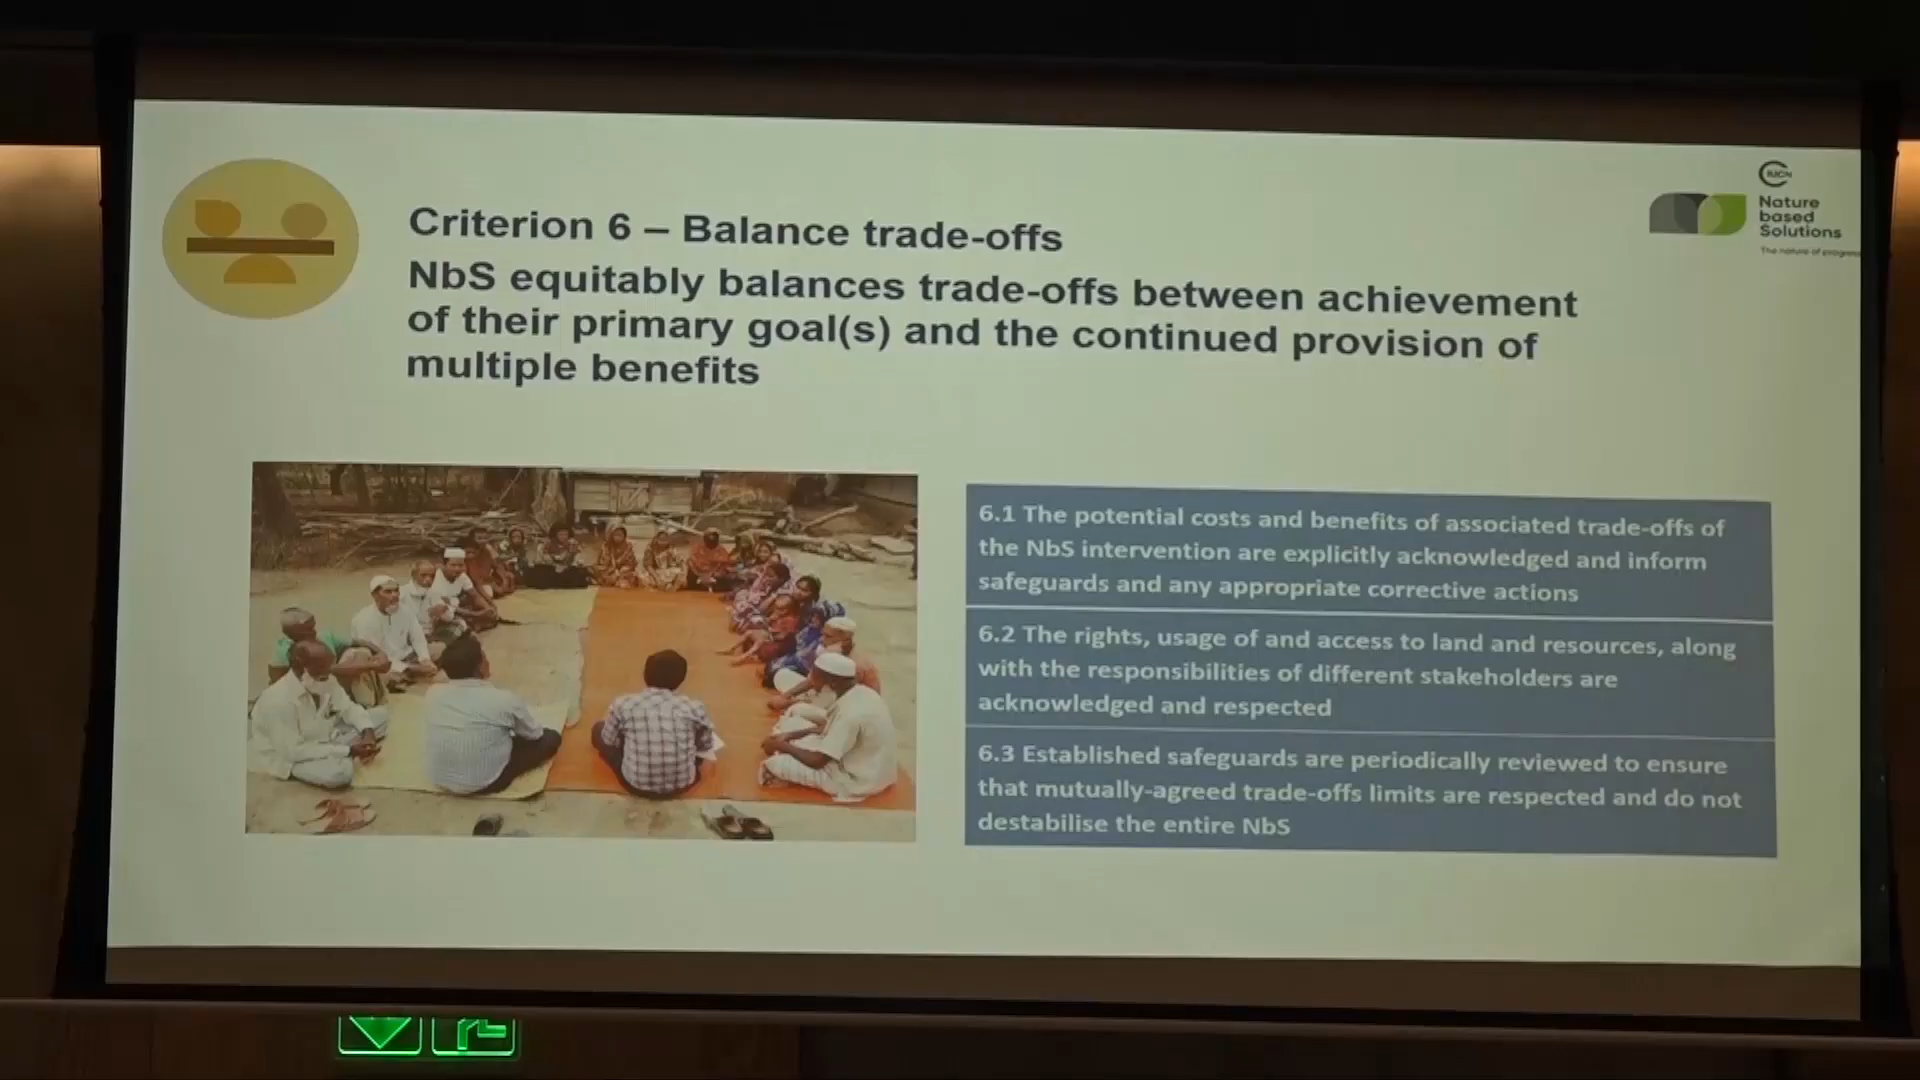 Criterion 6 – Balance trade-offs
NbS equitably balances trade-offs between achievement
of their primary goal(s) and the continued provision of
multiple benefits
IUCN
Nature
based
Solutions
The nature of progress
6.1 The potential costs and benefits of associated trade-offs of
the NbS intervention are explicitly acknowledged and inform
safeguards and any appropriate corrective actions
6.2 The rights, usage of and access to land and resources, along
with the responsibilities of different stakeholders are
acknowledged and respected
6.3 Established safeguards are periodically reviewed to ensure
that mutually-agreed trade-offs limits are respected and do not
destabilise the entire NbS